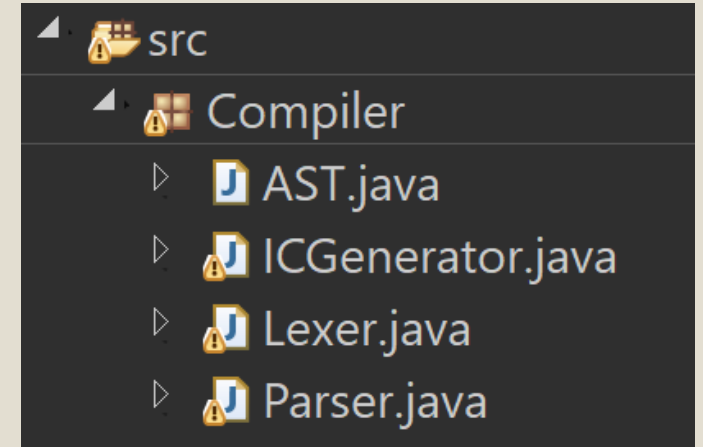 src
Compiler
AST.java
ICGenerator.java
Lexer.java
Parser.java